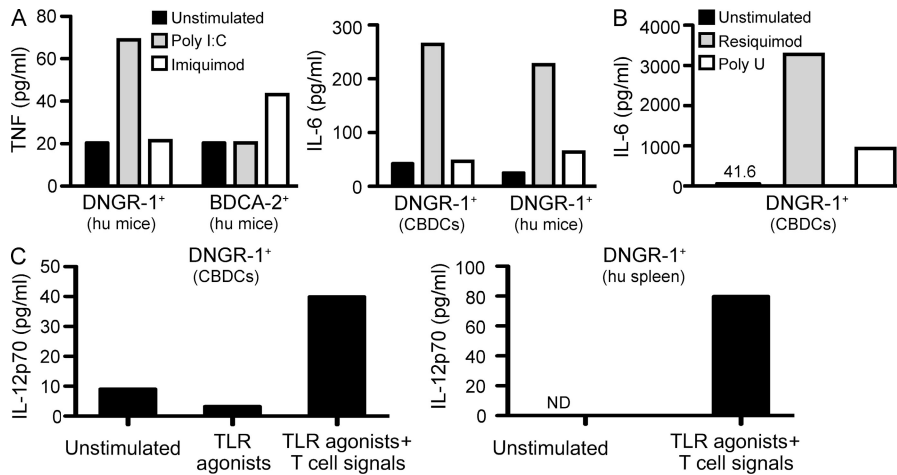 A
TNF (pg/ml)
80
60
40
20
0
Unstimulated
Poly I:C
Imiquimod
DNGR-1⁺
(hu mice)
BDCA-2⁺
(hu mice)
IL-6 (pg/ml)
300
200
100
0
DNGR-1⁺
(CBDCs)
DNGR-1⁺
(hu mice)
B
IL-6 (pg/ml)
4000
3000
2000
1000
0
Unstimulated
Resiquimod
Poly U
41.6
DNGR-1⁺
(CBDCs)
C
DNGR-1⁺
(CBDCs)
IL-12p70 (pg/ml)
50
40
30
20
10
0
Unstimulated
TLR
agonists
TLR agonists+
T cell signals
DNGR-1⁺
(hu spleen)
IL-12p70 (pg/ml)
100
80
60
40
20
0
ND
Unstimulated
TLR agonists+
T cell signals